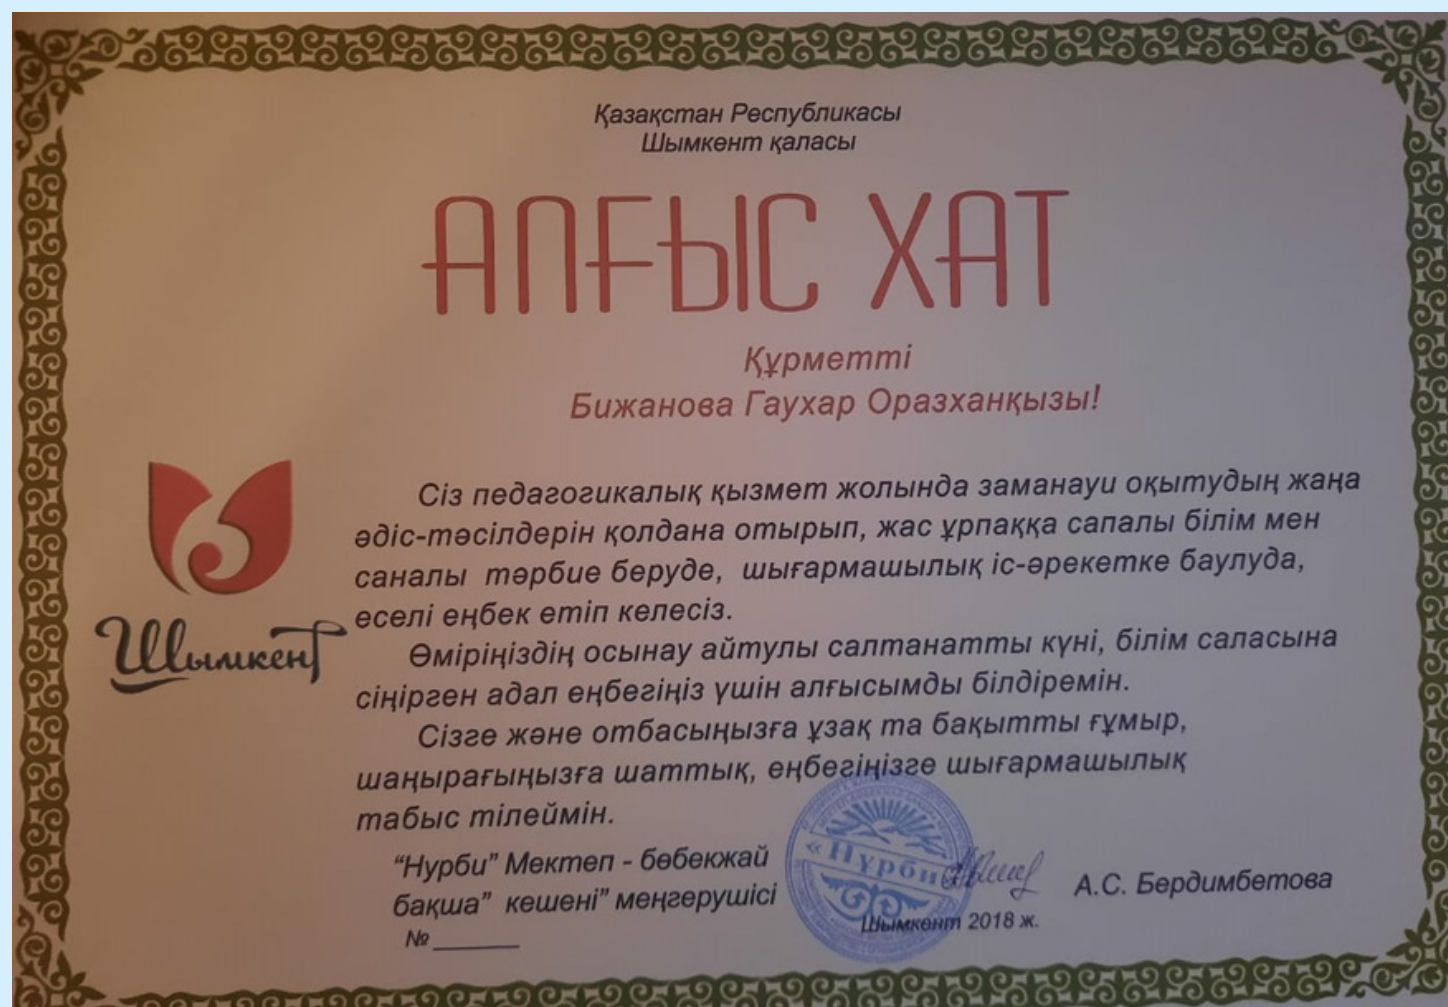 Қазақстан Республикасы
Шымкент қаласы
АЛҒЫС ХАТ
Құрметті
Бижанова Гаухар Оразханқызы!
Шымкент
Сіз педагогикалық қызмет жолында заманауи оқытудың жаңа
әдіс-тәсілдерін қолдана отырып, жас ұрпаққа сапалы білім мен
саналы тәрбие беруде, шығармашылық іс-әрекетке баулуда,
еселі еңбек етіп келесіз.
Өміріңіздің осынау айтулы салтанатты күні, білім саласына
сіңірген адал еңбегіңіз үшін алғысымды білдіремін.
Сізге және отбасыңызға ұзақ та бақытты ғұмыр,
шаңырағыңызға шаттық, еңбегіңізге шығармашылық
табыс тілеймін.
“Нурби” Мектеп - бөбекжай
бақша” кешені” меңгерушісі
«Нұрби
А.С. Бердимбетова
Шымкент 2018 ж.
№ ______